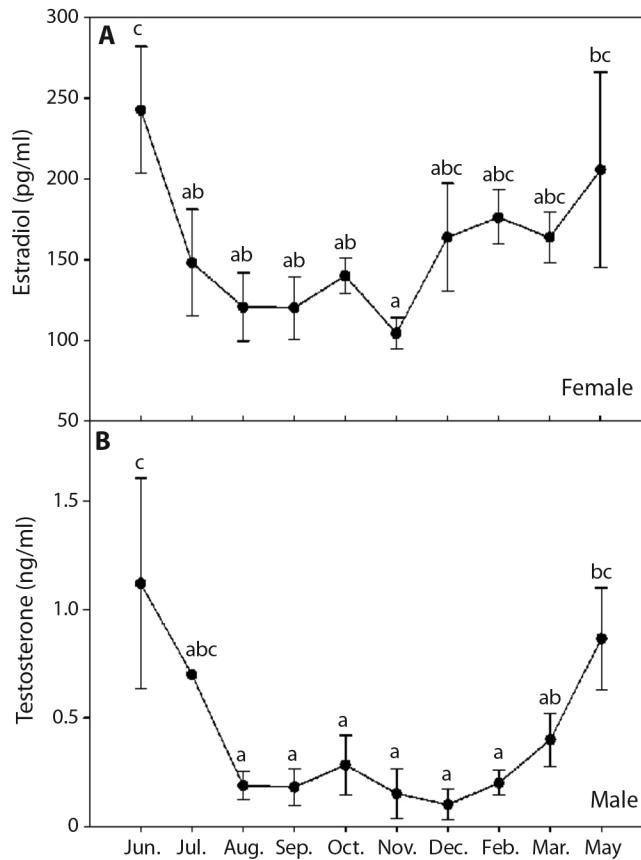 A
300
250
200
150
100
50
Estradiol (pg/ml)
c
ab
ab
ab
ab
a
abc
abc
abc
bc
Female
B
1.5
1.0
0.5
0
Testosterone (ng/ml)
c
abc
a
a
a
a
a
a
ab
bc
Male
Jun. Jul. Aug. Sep. Oct. Nov. Dec. Feb. Mar. May